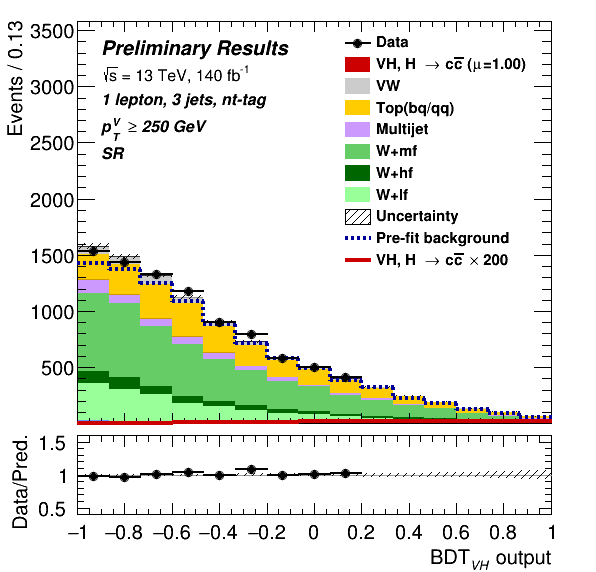 Events / 0.13
3500
3000
2500
2000
1500
1000
500
Preliminary Results
√s = 13 TeV, 140 fb⁻¹
1 lepton, 3 jets, nt-tag
p_T^V ≥ 250 GeV
SR
Data
VH, H → cc̅ (μ=1.00)
VW
Top(bq/qq)
Multijet
W+mf
W+hf
W+lf
Uncertainty
Pre-fit background
VH, H → cc̅ × 200
Data/Pred.
1.5
1
0.5
−1 −0.8 −0.6 −0.4 −0.2 0 0.2 0.4 0.6 0.8 1
BDT_VH output